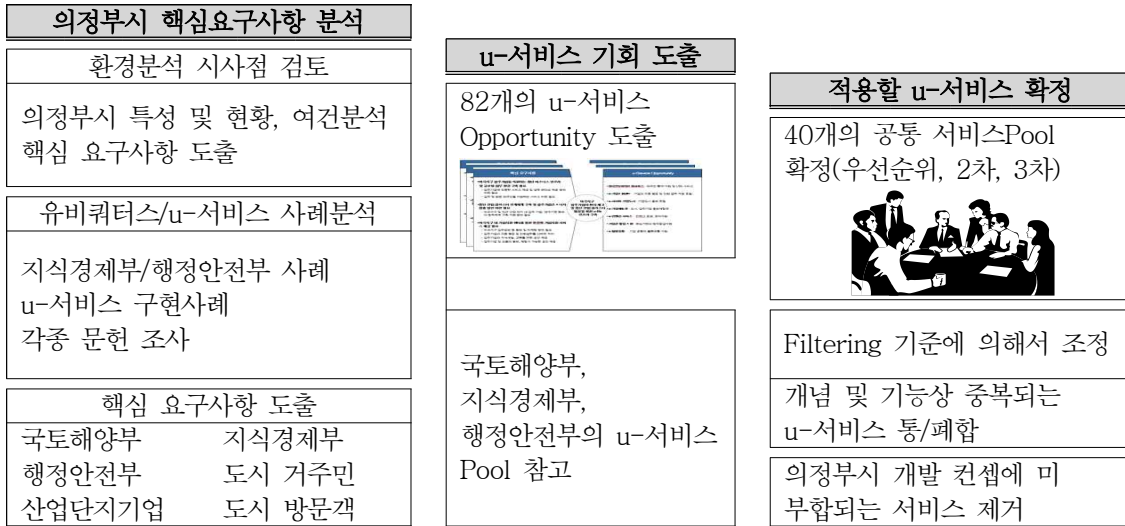 의정부시 핵심요구사항 분석
환경분석 시사점 검토
의정부시 특성 및 현황, 여건분석
핵심 요구사항 도출
유비쿼터스/u-서비스 사례분석
지식경제부/행정안전부 사례
u-서비스 구현사례
각종 문헌 조사
핵심 요구사항 도출
국토해양부 지식경제부
행정안전부 도시 거주민
산업단지기업 도시 방문객
u-서비스 기회 도출
82개의 u-서비스
Opportunity 도출
국토해양부,
지식경제부,
행정안전부의 u-서비스
Pool 참고
적용할 u-서비스 확정
40개의 공통 서비스Pool
확정(우선순위, 2차, 3차)
Filtering 기준에 의해서 조정
개념 및 기능상 중복되는
u-서비스 통/폐합
의정부시 개발 컨셉에 미
부합되는 서비스 제거